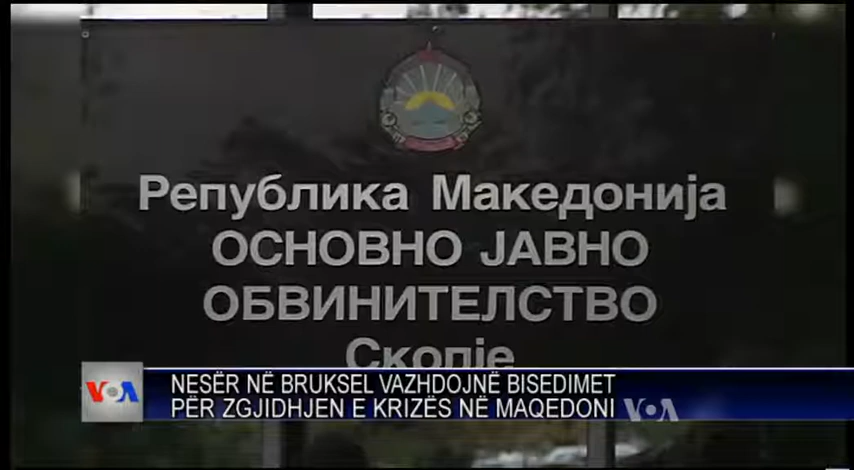 Република Македонија
ОСНОВНО ЈАВНО
ОБВИНИТЕЛСТВО
Скопје
VOA
NESËR NË BRUKSEL VAZHDOJNË BISEDIMET
PËR ZGJIDHJEN E KRIZËS NË MAQEDONI
VOA